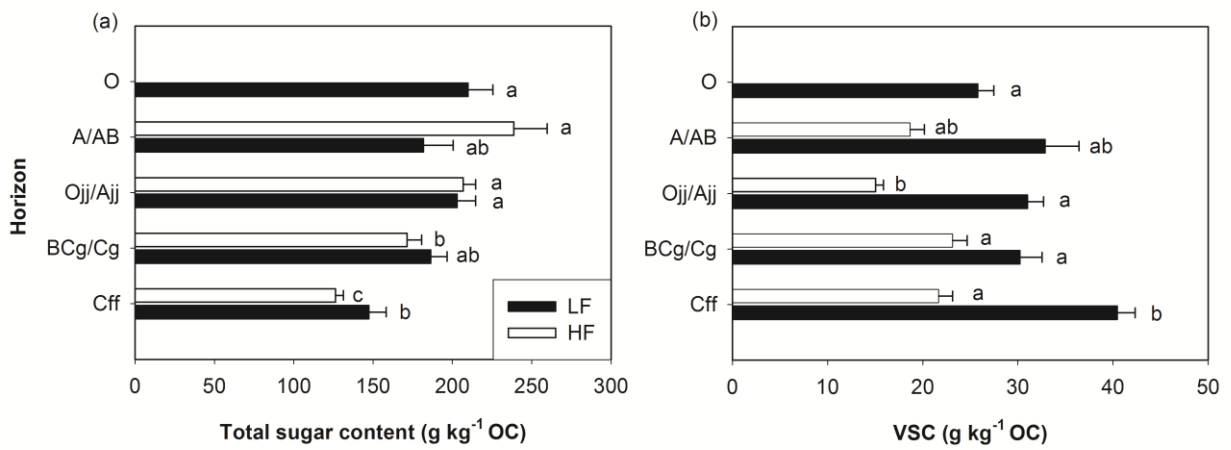 (a)
Horizon
O
a
A/AB
a
ab
Ojj/Ajj
a
a
BCg/Cg
b
ab
Cff
c
b
LF
HF
0 50 100 150 200 250 300
Total sugar content (g kg⁻¹ OC)
(b)
O
a
A/AB
ab
ab
Ojj/Ajj
b
a
BCg/Cg
a
a
Cff
a
b
0 10 20 30 40 50
VSC (g kg⁻¹ OC)